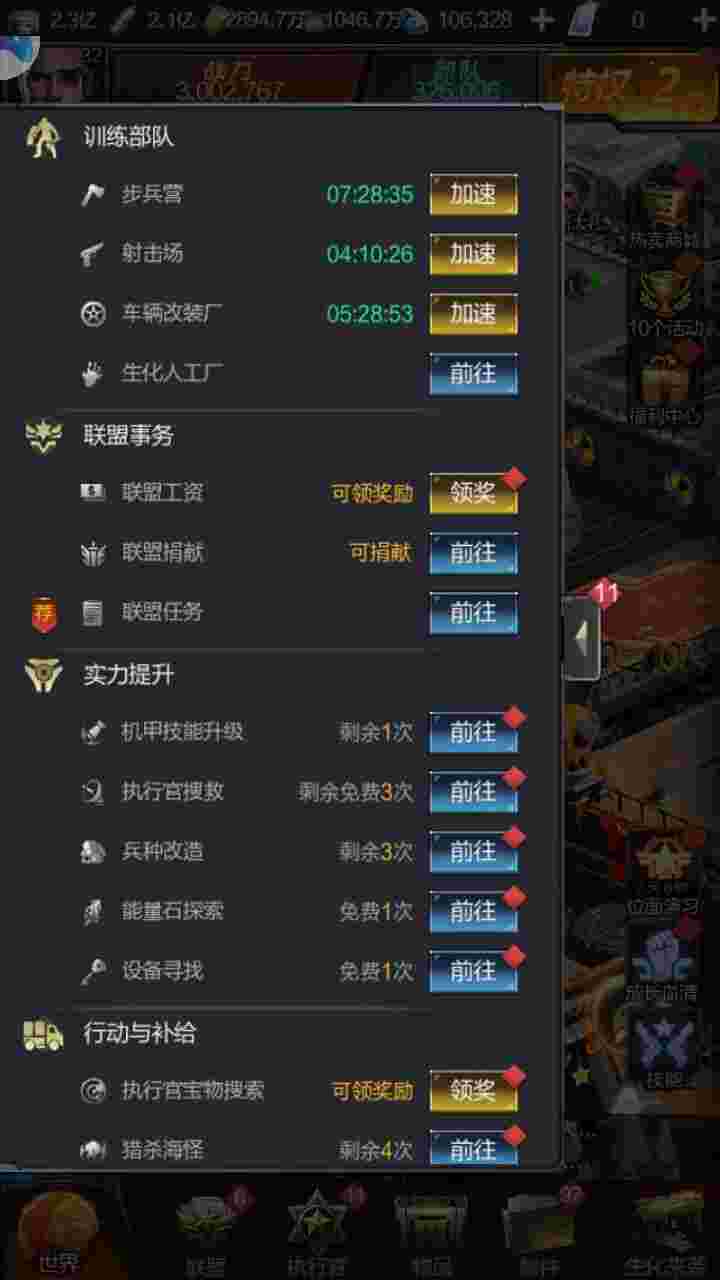 2.3亿 2.1亿 2894.7万 1046.7万 106,328 0
战力 部队 特权 2
3,002,767
训练部队
步兵营 07:28:35 加速
射击场 04:10:26 加速
车辆改装厂 05:28:53 加速
生化人工厂 前往
联盟事务
联盟工资 可领奖励 领奖
联盟捐献 可捐献 前往
荐 联盟任务 前往
实力提升
机甲技能升级 剩余1次 前往
执行官搜救 剩余免费3次 前往
兵种改造 剩余3次 前往
能量石探索 免费1次 前往
设备寻找 免费1次 前往
行动与补给
执行官宝物搜索 可领奖励 领奖
猎杀海怪 剩余4次 前往
热卖商城
10个活动
福利中心
11
成长血清
技能
世界 联盟 执行官 物品 邮件